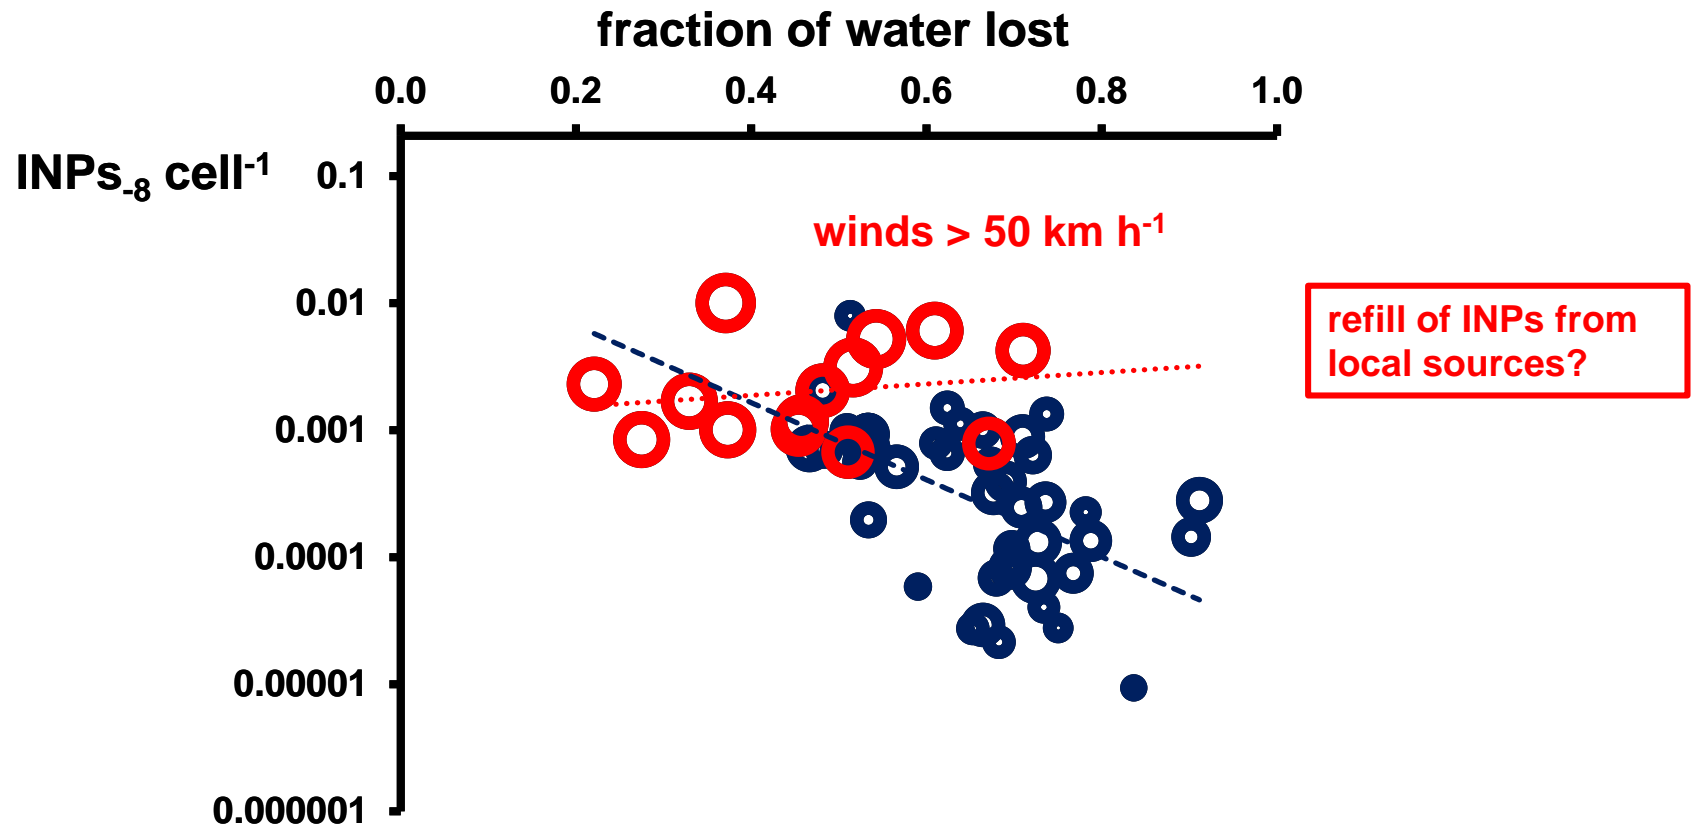 fraction of water lost
0.0 0.2 0.4 0.6 0.8 1.0
INPs-8 cell-1
0.1
winds > 50 km h-1
0.01
refill of INPs from
local sources?
0.001
0.0001
0.00001
0.000001